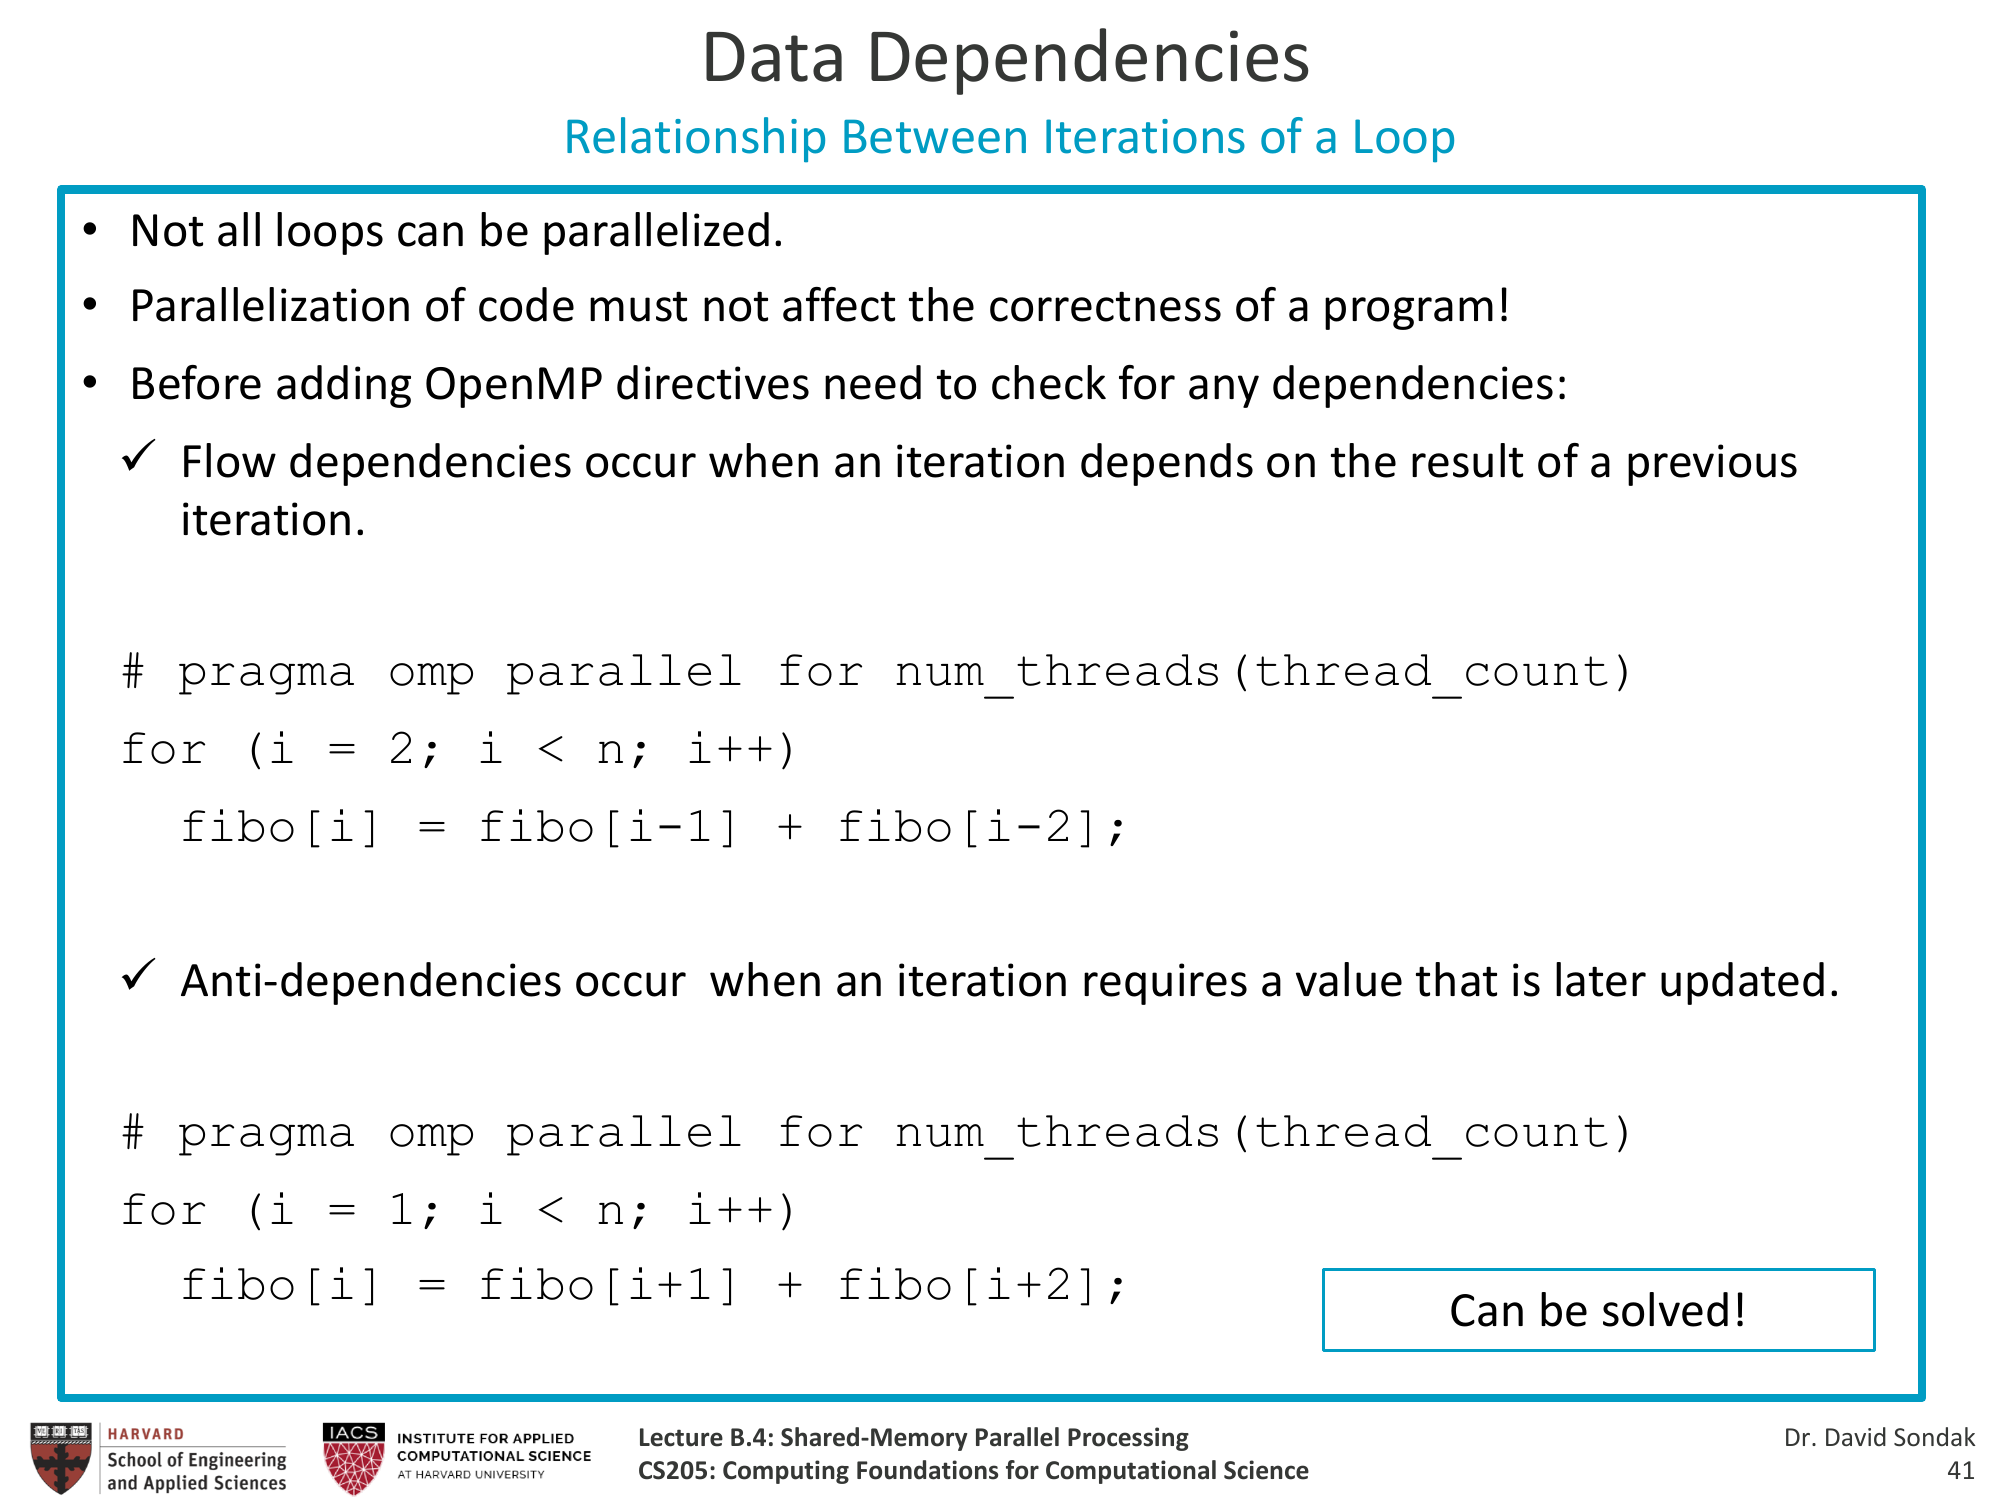 Data Dependencies
Relationship Between Iterations of a Loop
• Not all loops can be parallelized.
• Parallelization of code must not affect the correctness of a program!
• Before adding OpenMP directives need to check for any dependencies:
✓ Flow dependencies occur when an iteration depends on the result of a previous
iteration.
# pragma omp parallel for num_threads(thread_count)
for (i = 2; i < n; i++)
fibo[i] = fibo[i-1] + fibo[i-2];
✓ Anti-dependencies occur  when an iteration requires a value that is later updated.
# pragma omp parallel for num_threads(thread_count)
for (i = 1; i < n; i++)
fibo[i] = fibo[i+1] + fibo[i+2];
Can be solved!
HARVARD
School of Engineering
and Applied Sciences
IACS
INSTITUTE FOR APPLIED
COMPUTATIONAL SCIENCE
AT HARVARD UNIVERSITY
Lecture B.4: Shared-Memory Parallel Processing
CS205: Computing Foundations for Computational Science
Dr. David Sondak
41